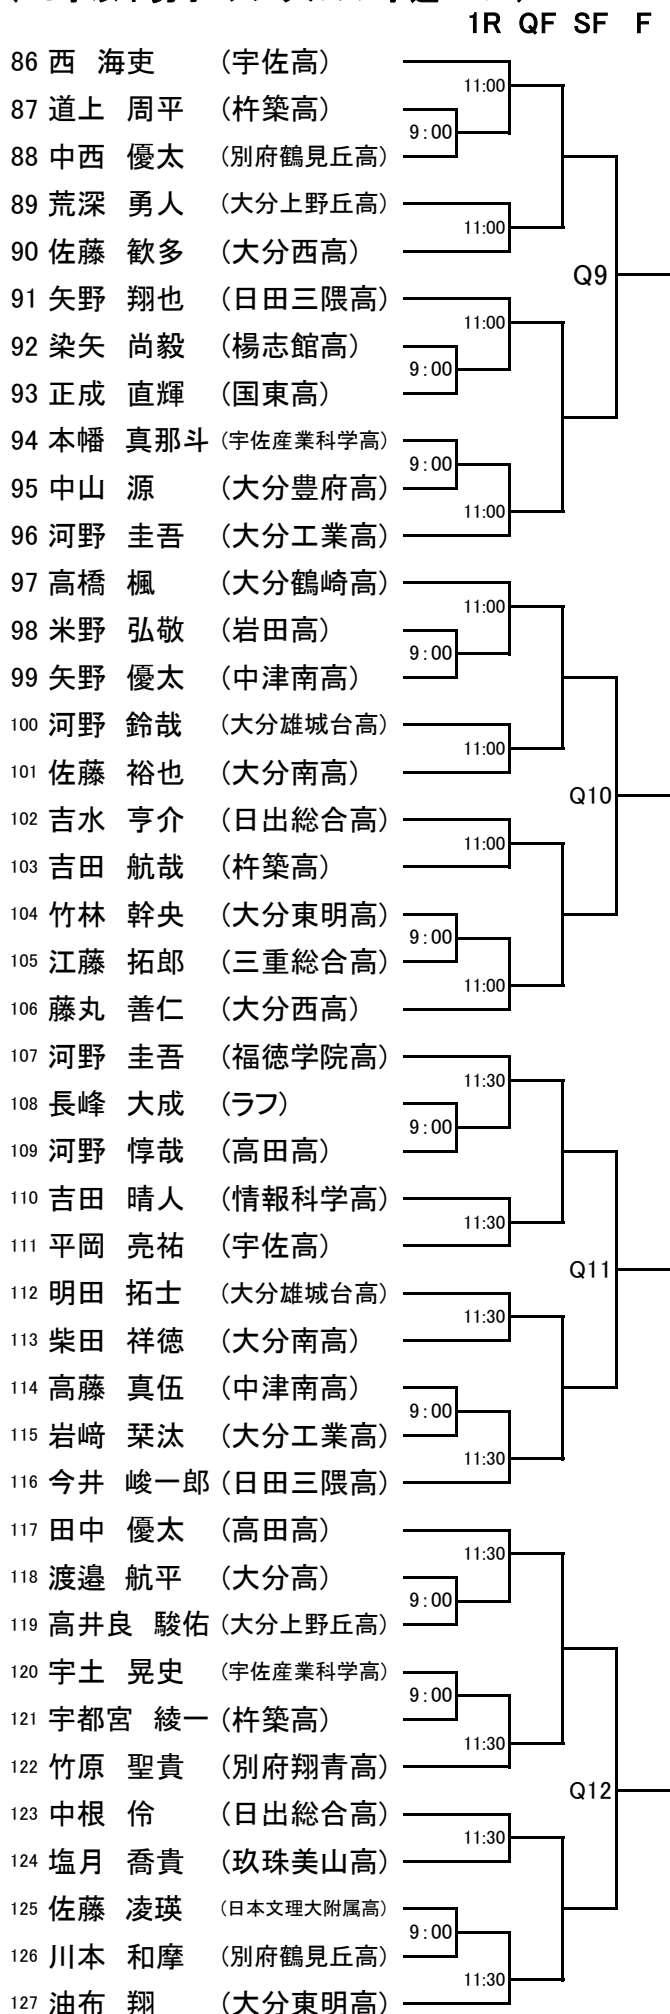 1R QF SF F
86 西 海吏 (宇佐高)
11:00
87 道上 周平 (杵築高)
9:00
88 中西 優太 (別府鶴見丘高)
89 荒深 勇人 (大分上野丘高)
11:00
90 佐藤 歓多 (大分西高)
Q9
91 矢野 翔也 (日田三隈高)
11:00
92 染矢 尚毅 (楊志館高)
9:00
93 正成 直輝 (国東高)
94 本幡 真那斗 (宇佐産業科学高)
9:00
95 中山 源 (大分豊府高)
11:00
96 河野 圭吾 (大分工業高)
97 高橋 楓 (大分鶴崎高)
11:00
98 米野 弘敬 (岩田高)
9:00
99 矢野 優太 (中津南高)
100 河野 鈴哉 (大分雄城台高)
11:00
101 佐藤 裕也 (大分南高)
Q10
102 吉水 亨介 (日出総合高)
11:00
103 吉田 航哉 (杵築高)
104 竹林 幹央 (大分東明高)
9:00
105 江藤 拓郎 (三重総合高)
11:00
106 藤丸 善仁 (大分西高)
107 河野 圭吾 (福徳学院高)
11:30
108 長峰 大成 (ラフ)
9:00
109 河野 惇哉 (高田高)
110 吉田 晴人 (情報科学高)
11:30
111 平岡 亮祐 (宇佐高)
Q11
112 明田 拓士 (大分雄城台高)
11:30
113 柴田 祥徳 (大分南高)
114 高藤 真伍 (中津南高)
9:00
115 岩﨑 栞汰 (大分工業高)
11:30
116 今井 峻一郎 (日田三隈高)
117 田中 優太 (高田高)
11:30
118 渡邉 航平 (大分高)
9:00
119 高井良 駿佑 (大分上野丘高)
120 宇土 晃史 (宇佐産業科学高)
9:00
121 宇都宮 綾一 (杵築高)
11:30
122 竹原 聖貴 (別府翔青高)
Q12
123 中根 伶 (日出総合高)
11:30
124 塩月 喬貴 (玖珠美山高)
125 佐藤 凌瑛 (日本文理大附属高)
9:00
126 川本 和摩 (別府鶴見丘高)
11:30
127 油布 翔 (大分東明高)